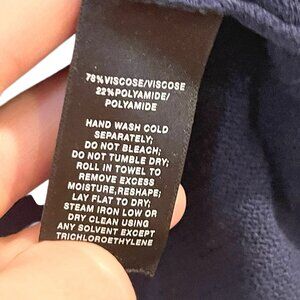 78%VISCOSE/VISCOSE
22%POLYAMIDE/
POLYAMIDE
HAND WASH COLD
SEPARATELY;
DO NOT BLEACH;
DO NOT TUMBLE DRY;
ROLL IN TOWEL TO
REMOVE EXCESS
MOISTURE,RESHAPE;
LAY FLAT TO DRY;
STEAM IRON LOW OR
DRY CLEAN USING
ANY SOLVENT EXCEPT
TRICHLOROETHYLENE